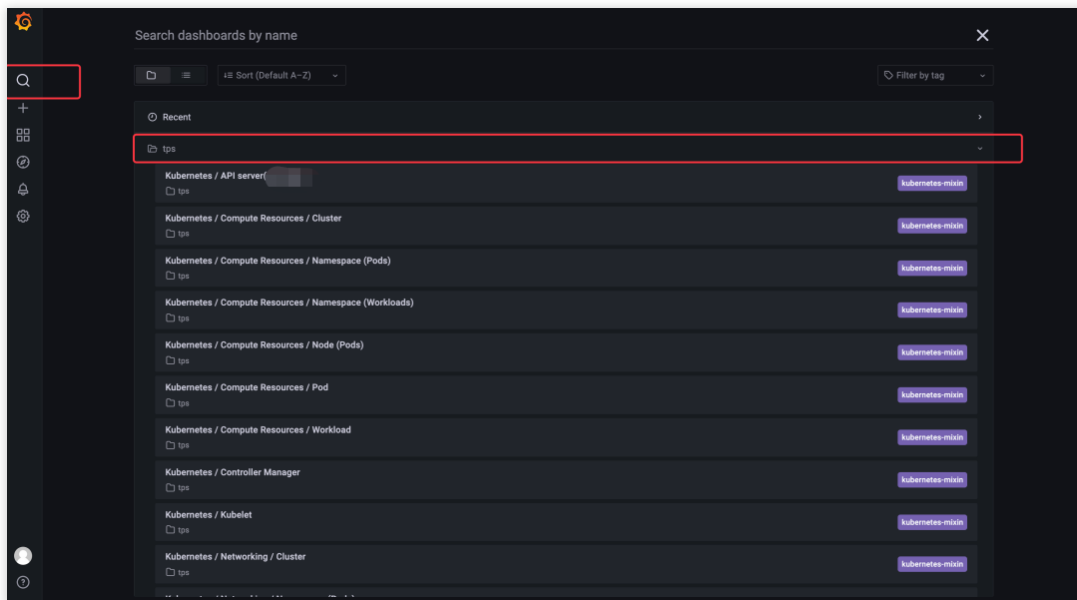 Search dashboards by name
Sort (Default A–Z)
Filter by tag
Recent
tps
Kubernetes / API server(
kubernetes-mixin
tps
Kubernetes / Compute Resources / Cluster
kubernetes-mixin
tps
Kubernetes / Compute Resources / Namespace (Pods)
kubernetes-mixin
tps
Kubernetes / Compute Resources / Namespace (Workloads)
kubernetes-mixin
tps
Kubernetes / Compute Resources / Node (Pods)
kubernetes-mixin
tps
Kubernetes / Compute Resources / Pod
kubernetes-mixin
tps
Kubernetes / Compute Resources / Workload
kubernetes-mixin
tps
Kubernetes / Controller Manager
kubernetes-mixin
tps
Kubernetes / Kubelet
kubernetes-mixin
tps
Kubernetes / Networking / Cluster
kubernetes-mixin
tps